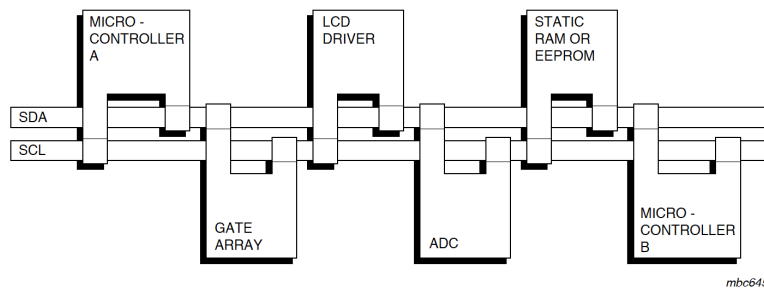 MICRO -
CONTROLLER
A
LCD
DRIVER
STATIC
RAM OR
EEPROM
SDA
SCL
GATE
ARRAY
ADC
MICRO -
CONTROLLER
B